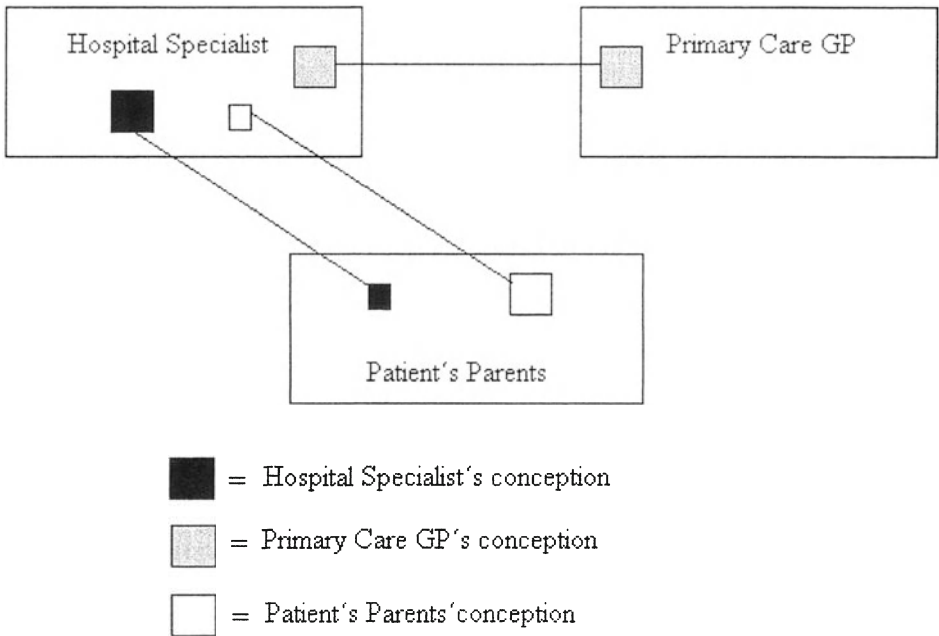 Hospital Specialist
Primary Care GP
Patient´s Parents
= Hospital Specialist´s conception
= Primary Care GP´s conception
= Patient´s Parents´conception